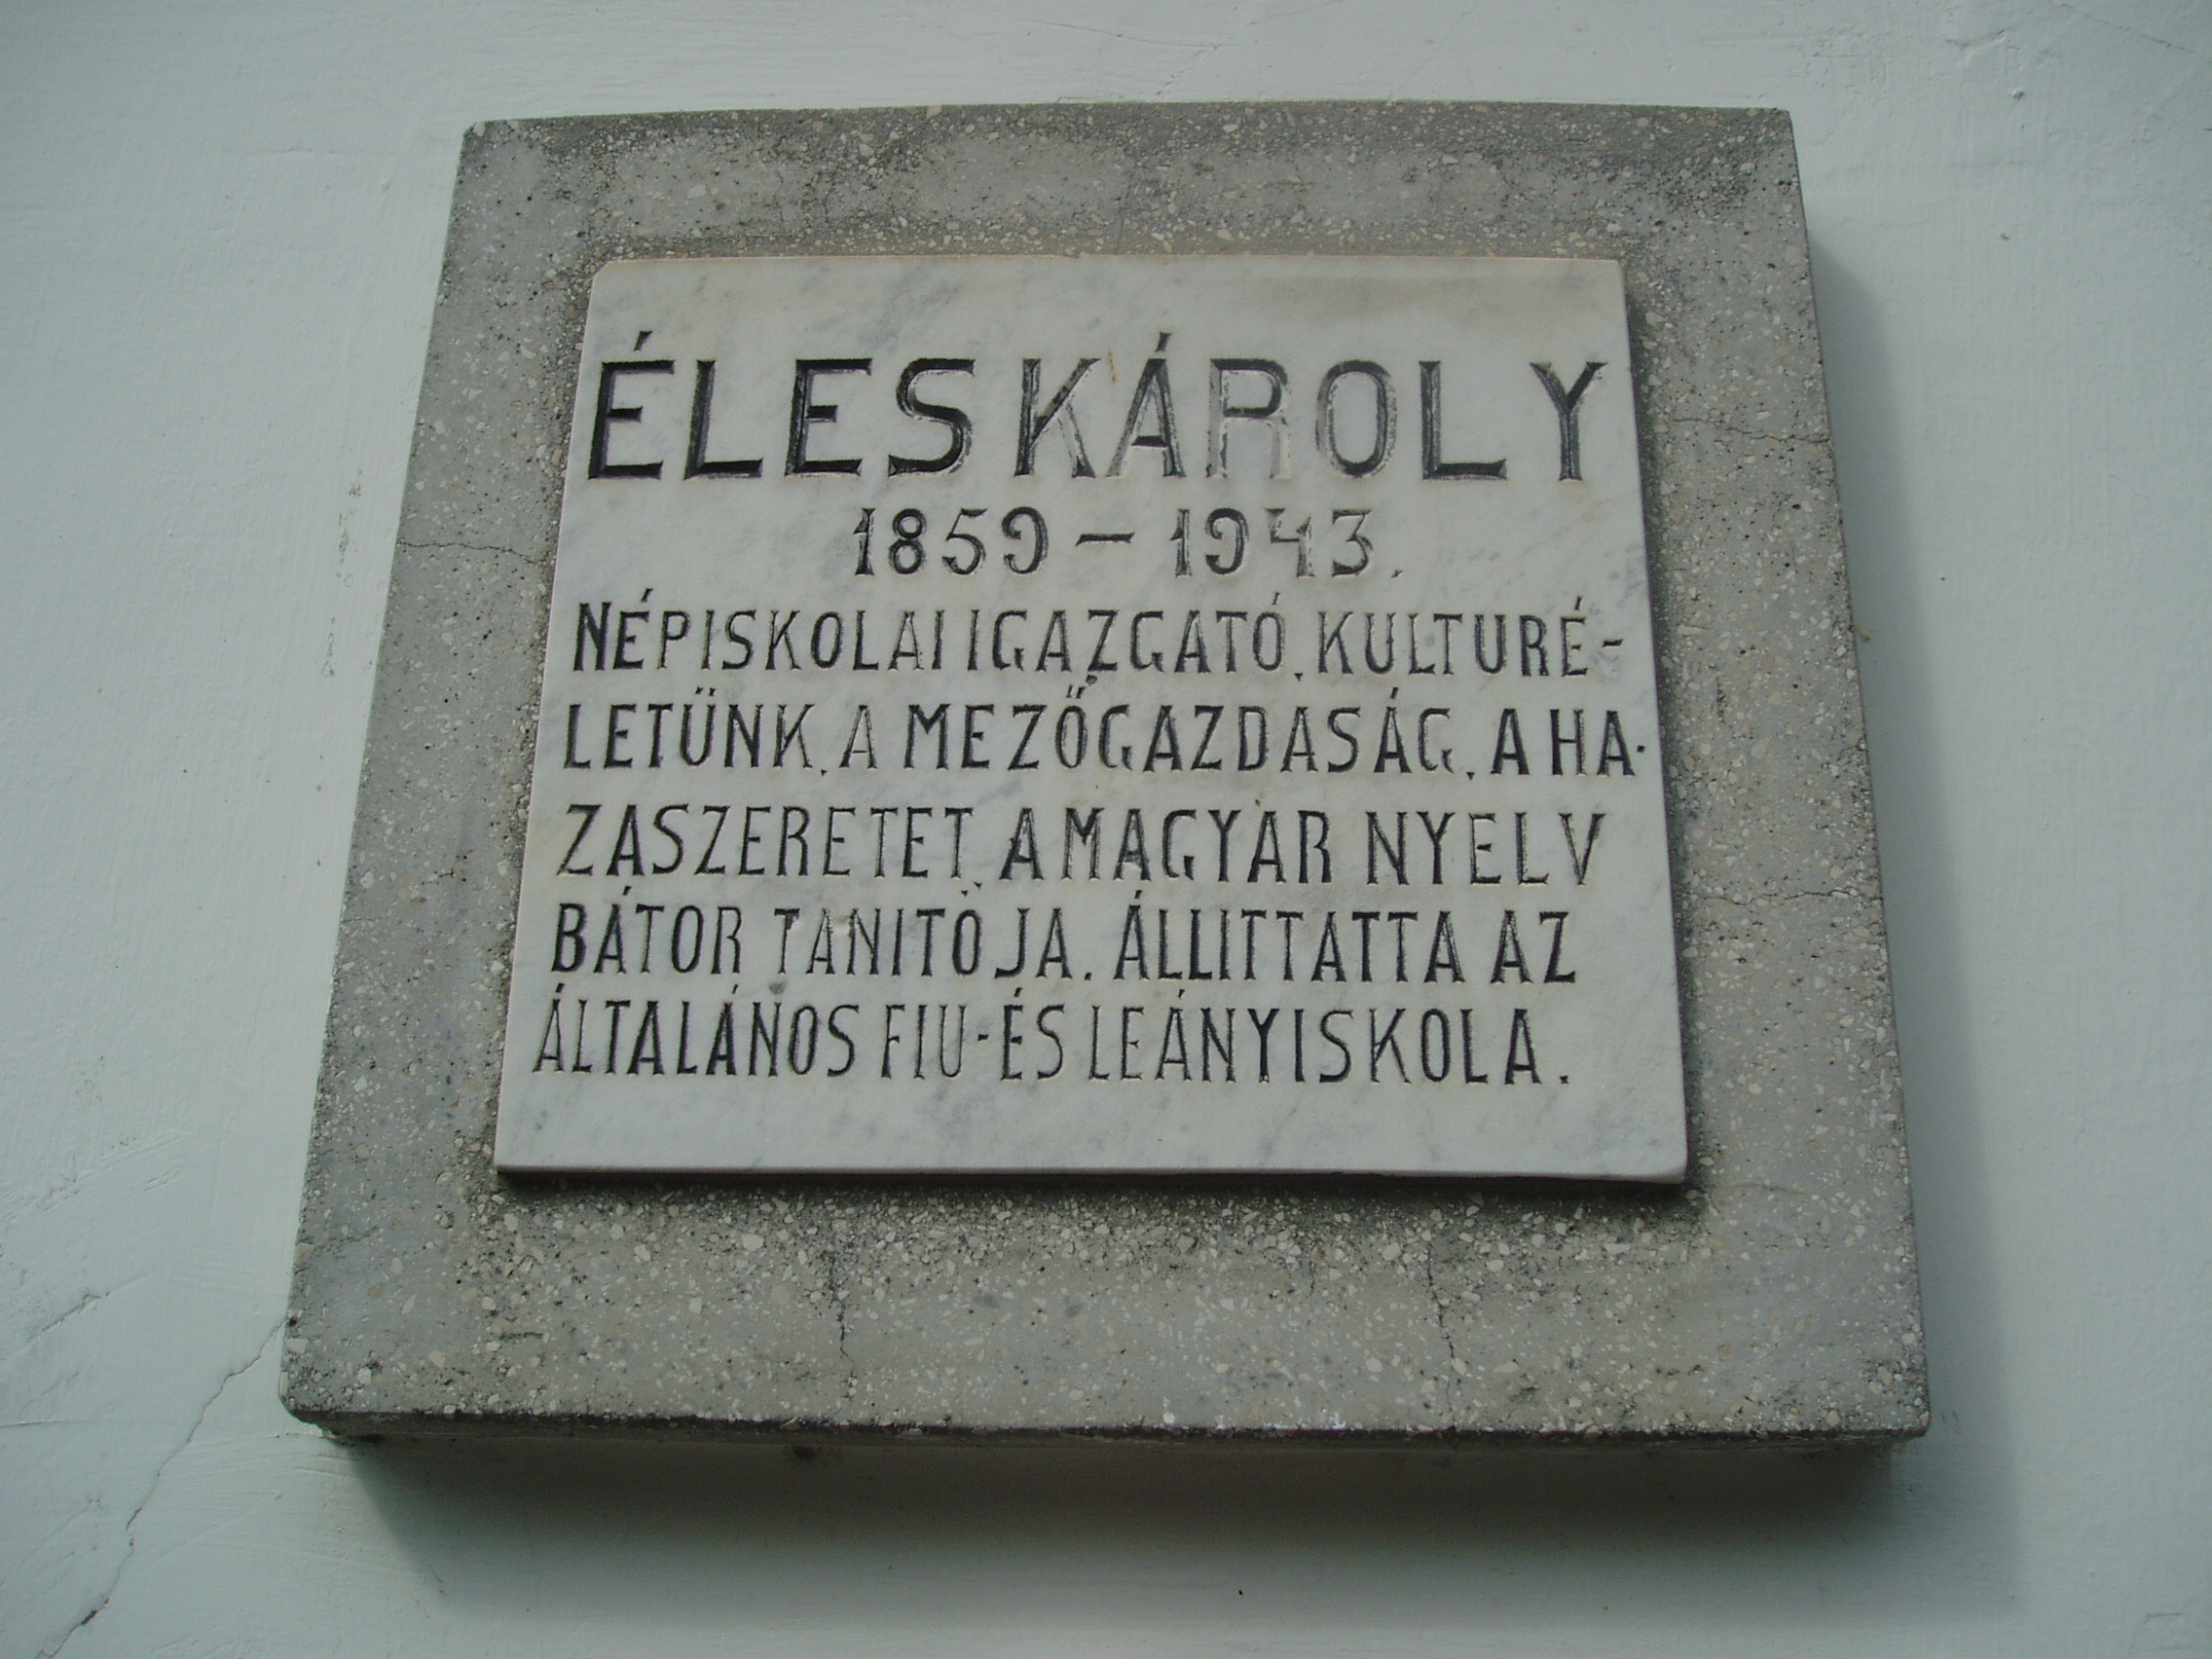 ÉLES KÁROLY
1859 – 1943.
NÉPISKOLAI IGAZGATÓ, KULTURÉ-
LETÜNK, A MEZŐGAZDASÁG, A HA-
ZASZERETET, A MAGYAR NYELV
BÁTOR TANITÓJA. ÁLLITTATTA AZ
ÁLTALÁNOS FIU-ÉS LEÁNYISKOLA.